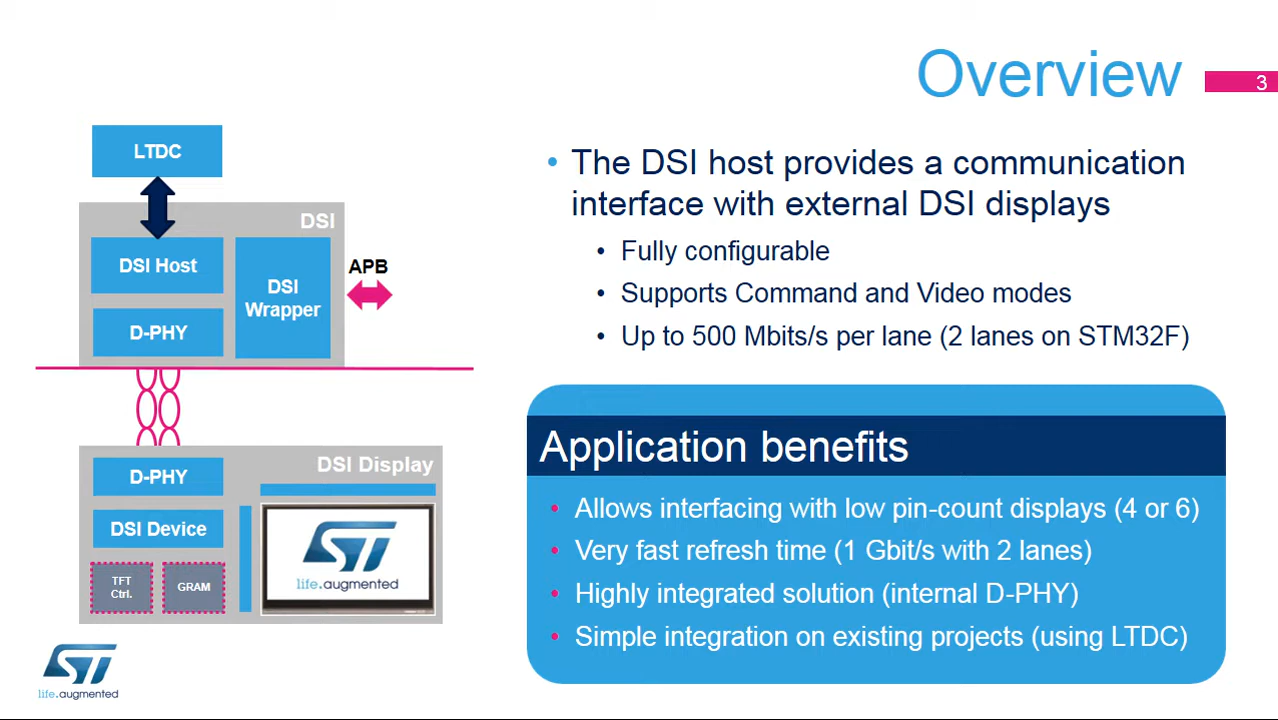 Overview
3
LTDC
DSI
DSI Host
DSI
Wrapper
APB
D-PHY
DSI Display
D-PHY
DSI Device
TFT
Ctrl.
GRAM
ST
life.augmented
ST
life.augmented
• The DSI host provides a communication
interface with external DSI displays
• Fully configurable
• Supports Command and Video modes
• Up to 500 Mbits/s per lane (2 lanes on STM32F)
Application benefits
• Allows interfacing with low pin-count displays (4 or 6)
• Very fast refresh time (1 Gbit/s with 2 lanes)
• Highly integrated solution (internal D-PHY)
• Simple integration on existing projects (using LTDC)